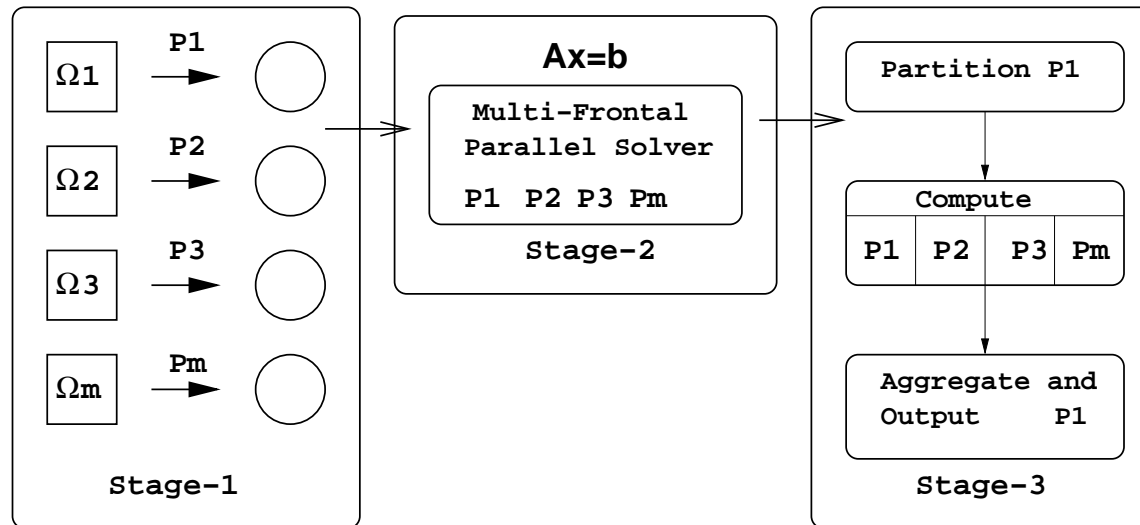 P1
Ω1
P2
Ω2
P3
Ω3
Pm
Ωm
Stage-1
Ax=b
Multi-Frontal
Parallel Solver
P1 P2 P3 Pm
Stage-2
Partition P1
Compute
P1 P2 P3 Pm
Aggregate and
Output P1
Stage-3